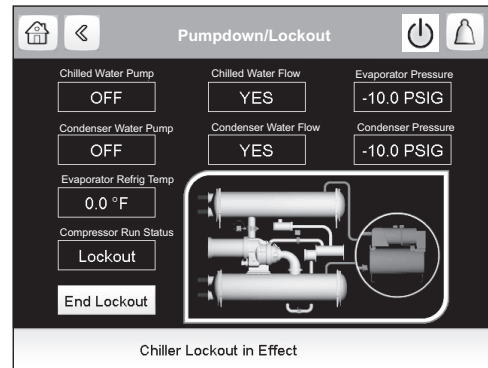 Pumpdown/Lockout
Chilled Water Pump
OFF
Chilled Water Flow
YES
Evaporator Pressure
-10.0 PSIG
Condenser Water Pump
OFF
Condenser Water Flow
YES
Condenser Pressure
-10.0 PSIG
Evaporator Refrig Temp
0.0 °F
Compressor Run Status
Lockout
End Lockout
Chiller Lockout in Effect